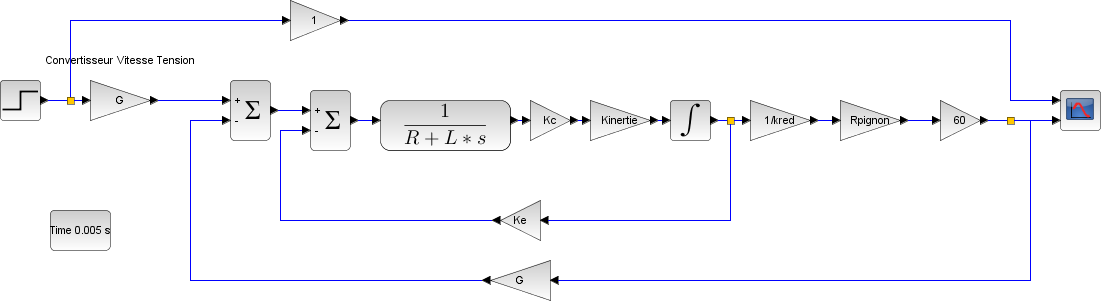 1
Convertisseur Vitesse Tension
G
+
-
Σ
+
-
Σ
1
R + L * s
Kc
Kinertie
∫
1/kred
Rpignon
60
Ke
Time 0.005 s
G